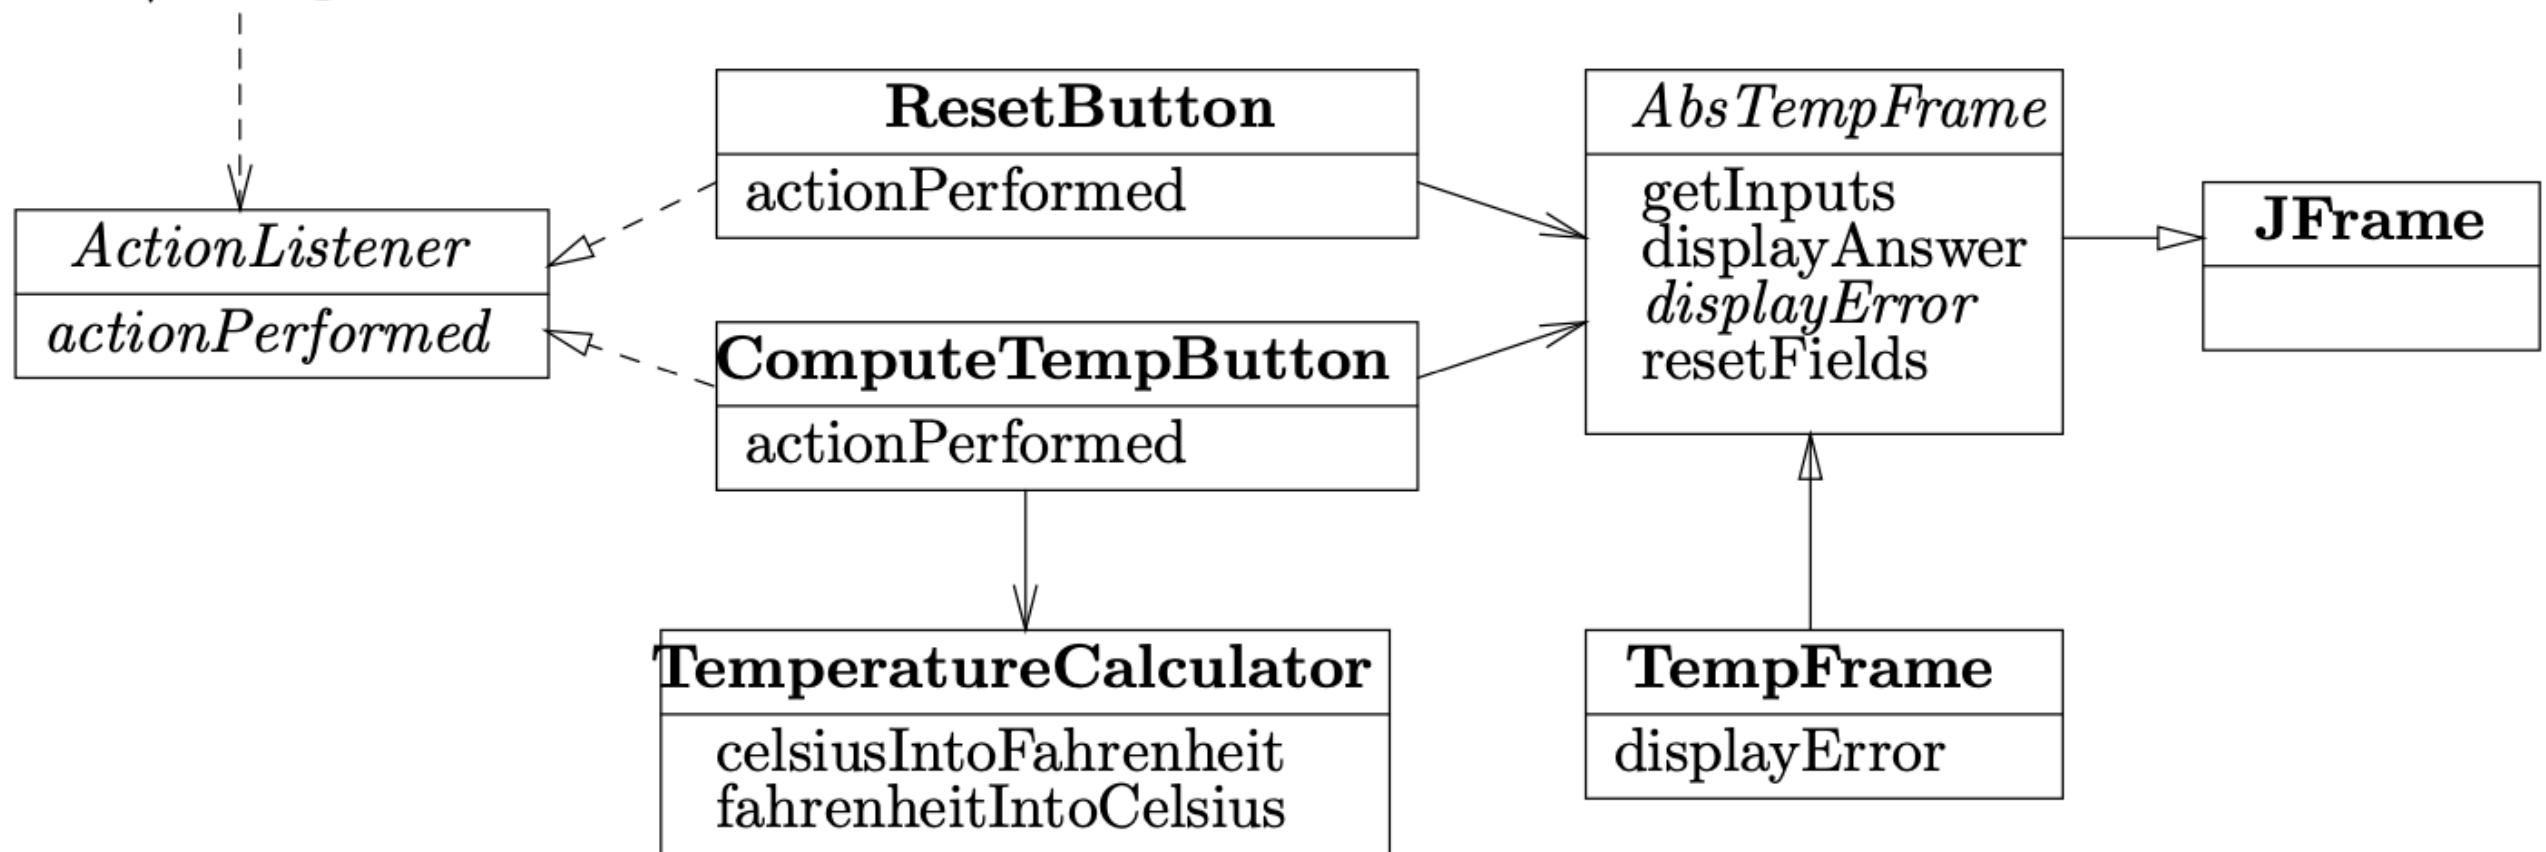 ResetButton
actionPerformed
AbsTempFrame
getInputs
displayAnswer
displayError
resetFields
JFrame
ActionListener
actionPerformed
ComputeTempButton
actionPerformed
TemperatureCalculator
celsiusIntoFahrenheit
fahrenheitIntoCelsius
TempFrame
displayError